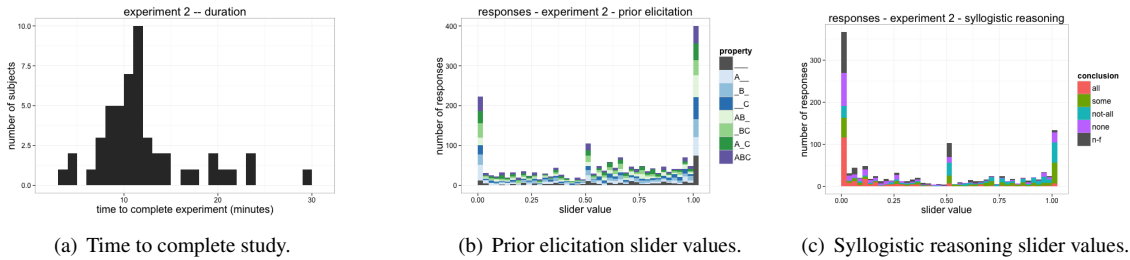 experiment 2 -- duration
number of subjects
10.0
7.5
5.0
2.5
0.0
10
20
30
time to complete experiment (minutes)
(a) Time to complete study.
responses - experiment 2 - prior elicitation
number of responses
400
300
200
100
0
0.00
0.25
0.50
0.75
1.00
slider value
property
___
A__
_B_
__C
AB_
_BC
A_C
ABC
(b) Prior elicitation slider values.
responses - experiment 2 - syllogistic reasoning
number of responses
300
200
100
0
0.00
0.25
0.50
0.75
1.00
slider value
conclusion
all
some
not-all
none
n-f
(c) Syllogistic reasoning slider values.